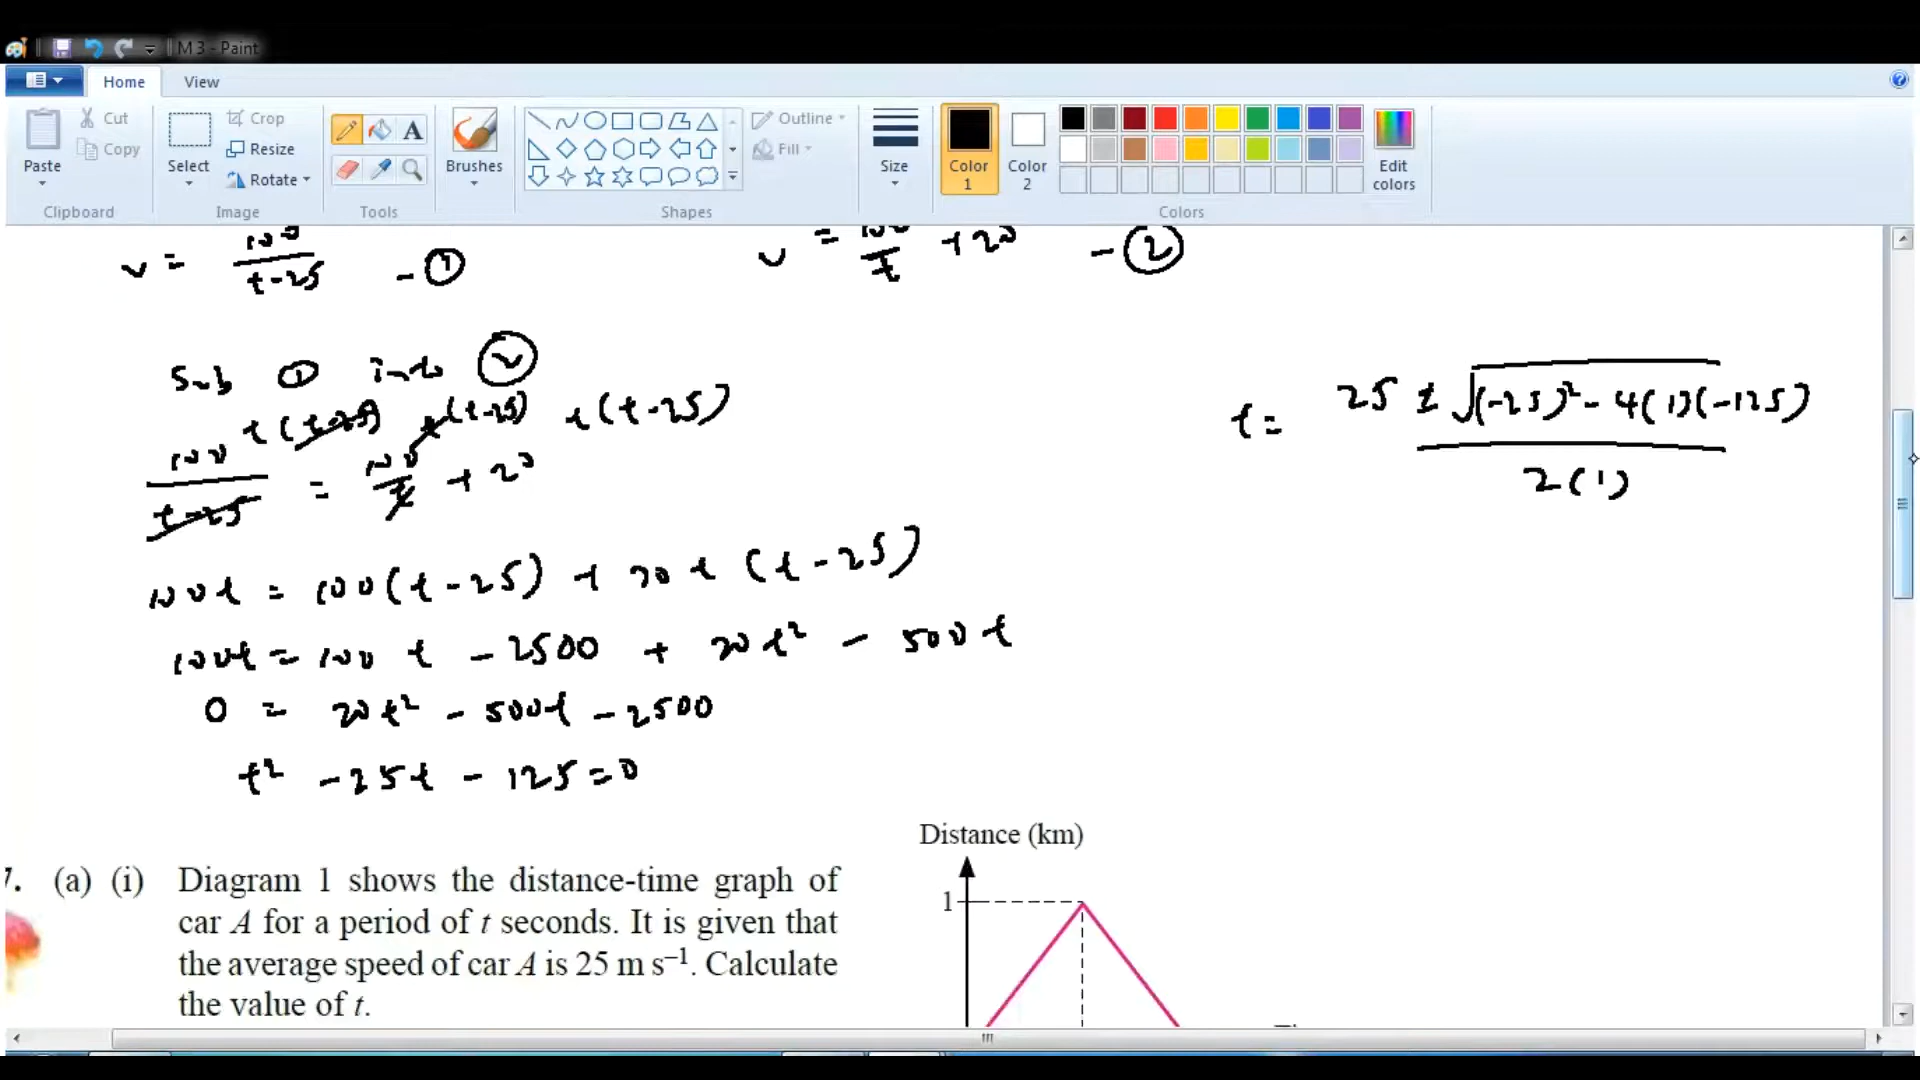 M 3 - Paint
Home View
Paste Cut Copy Select Crop Resize Rotate A Brushes Outline Fill Size Color 1 Color 2 Edit colors
Clipboard Image Tools Shapes Colors
v = 100/(t-25) - ①
v = 100/t + 20 - ②
Sub ① into ②
t(t-25) t(t-25) t(t-25)
100/(t-25) = 100/t + 20
100t = 100(t-25) + 20t(t-25)
100t = 100t - 2500 + 20t² - 500t
0 = 20t² - 500t - 2500
t² - 25t - 125 = 0
t = (25 ± √((-25)² - 4(1)(-125)))/2(1)
7. (a) (i) Diagram 1 shows the distance-time graph of
car A for a period of t seconds. It is given that
the average speed of car A is 25 m s⁻¹. Calculate
the value of t.
Distance (km)
1